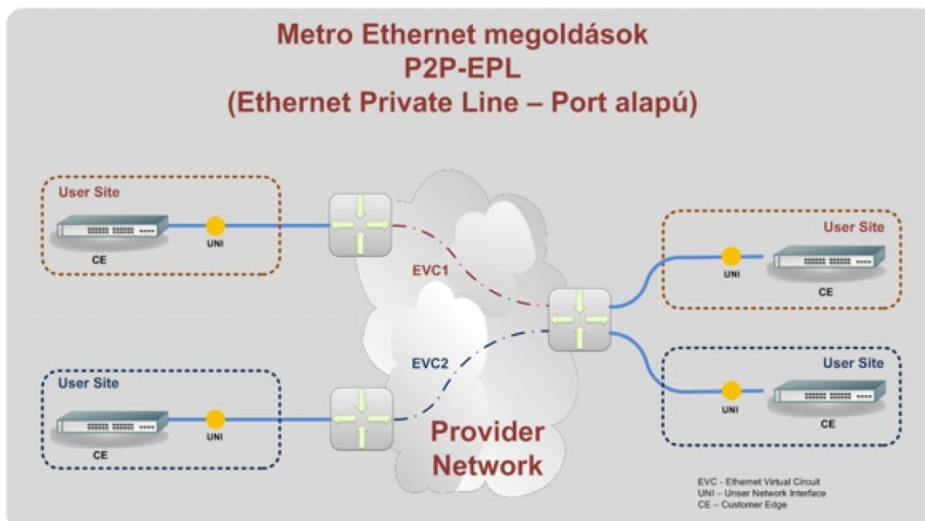 Metro Ethernet megoldások
P2P-EPL
(Ethernet Private Line – Port alapú)
User Site
UNI
CE
EVC1
User Site
UNI
CE
User Site
UNI
CE
EVC2
User Site
UNI
CE
Provider
Network
EVC - Ethernet Virtual Circuit
UNI – Unser Network Interface
CE – Customer Edge